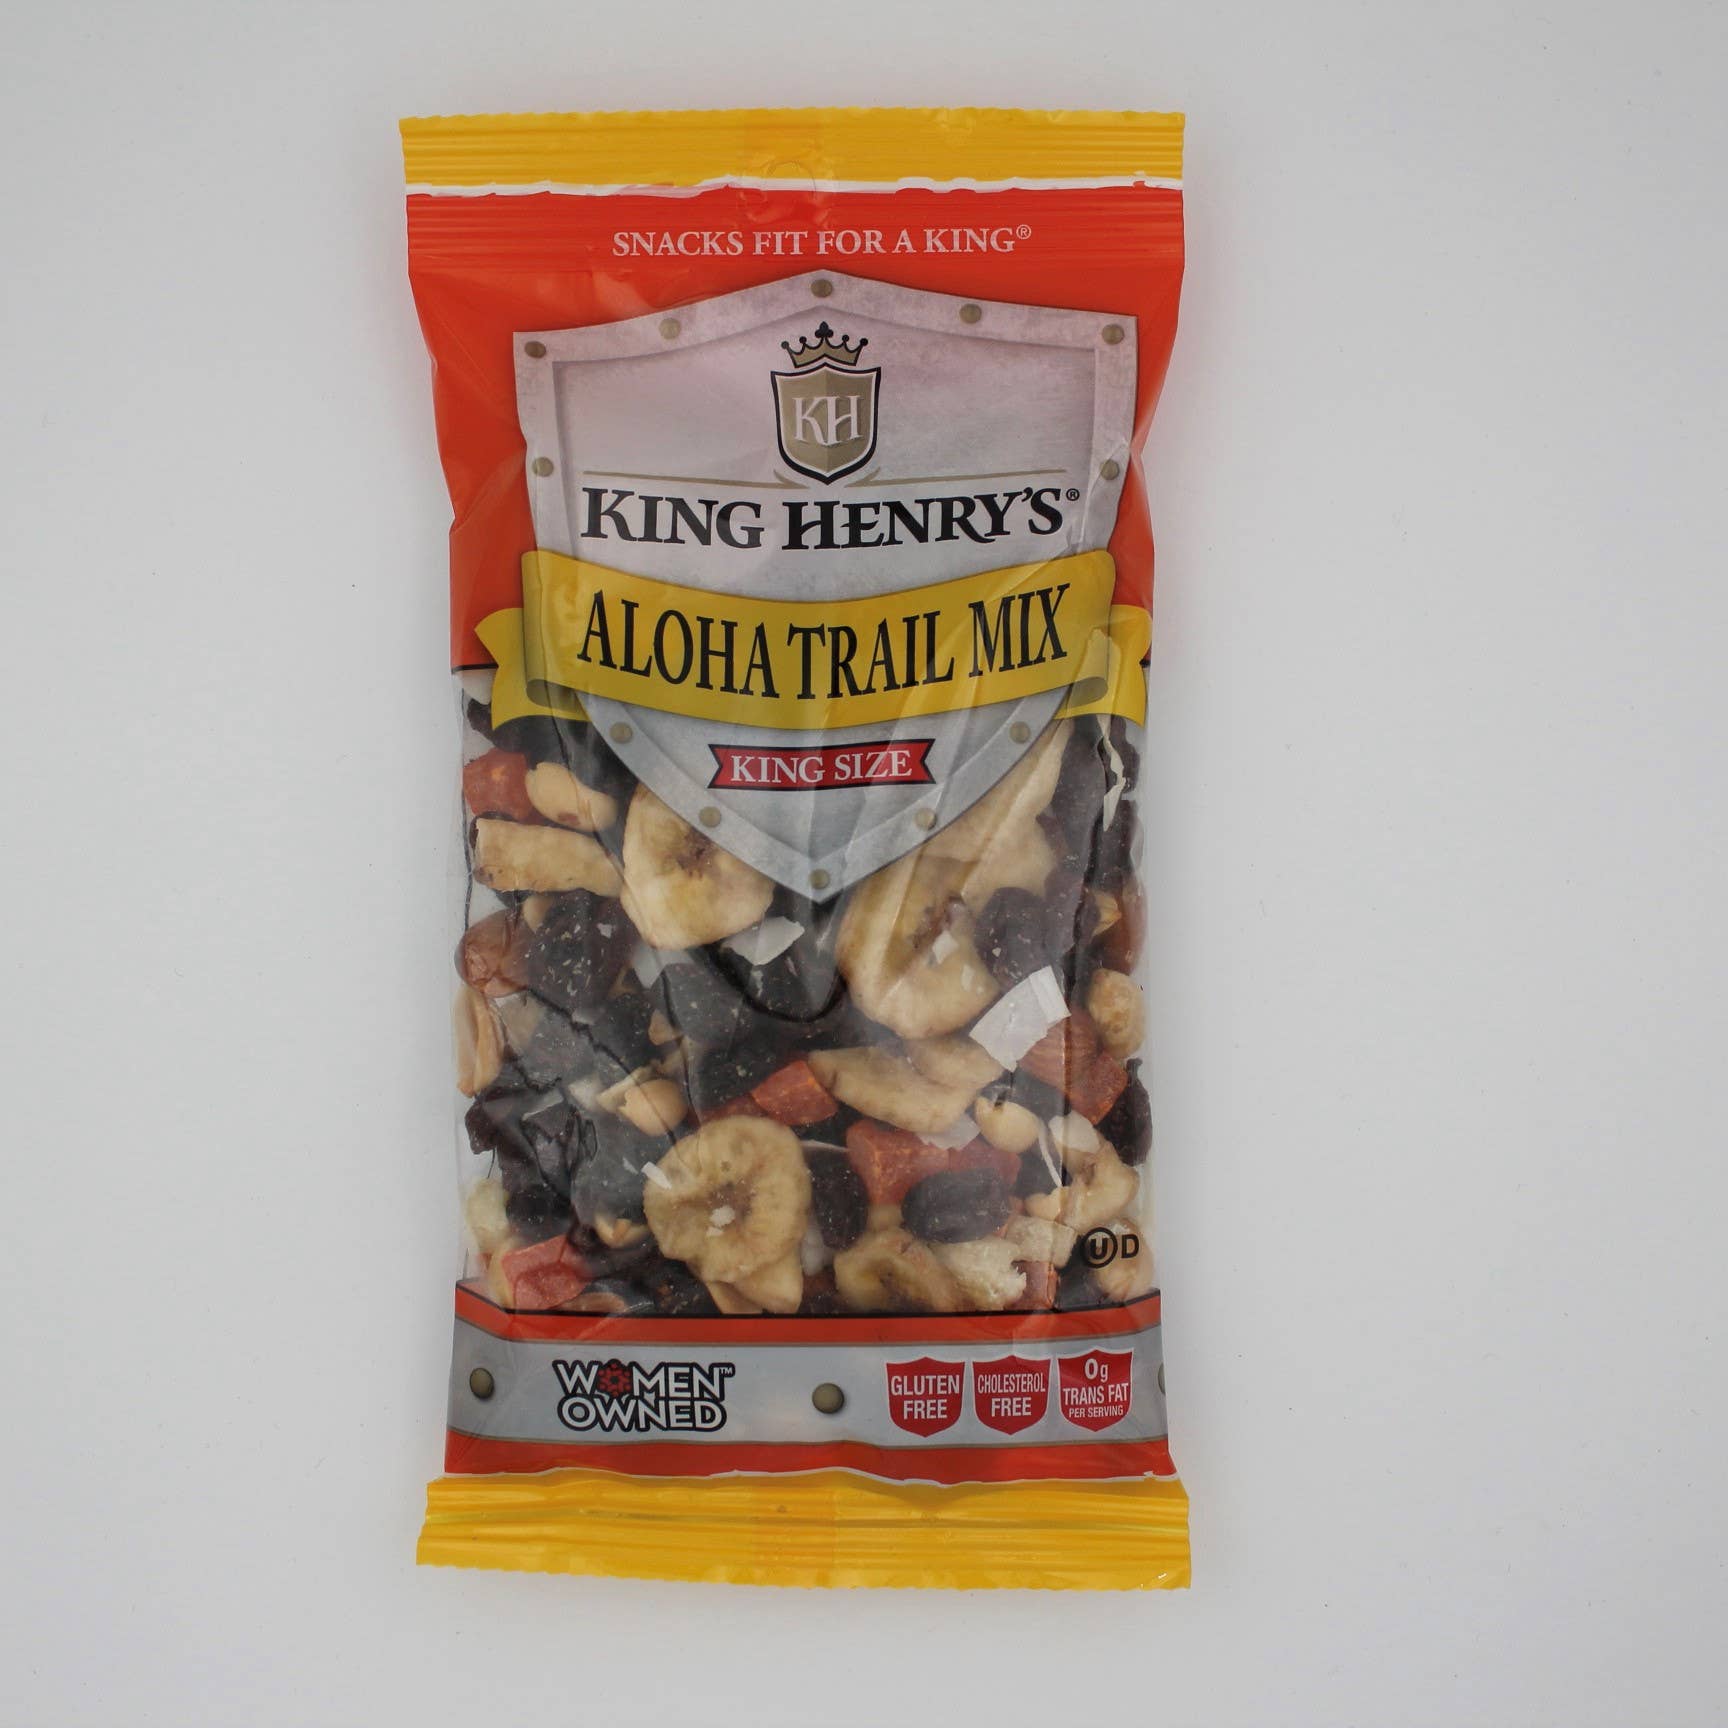 SNACKS FIT FOR A KING®
KH
KING HENRY'S®
ALOHA TRAIL MIX
KING SIZE
U D
WOMEN™
OWNED
GLUTEN
FREE
CHOLESTEROL
FREE
0g
TRANS FAT
PER SERVING